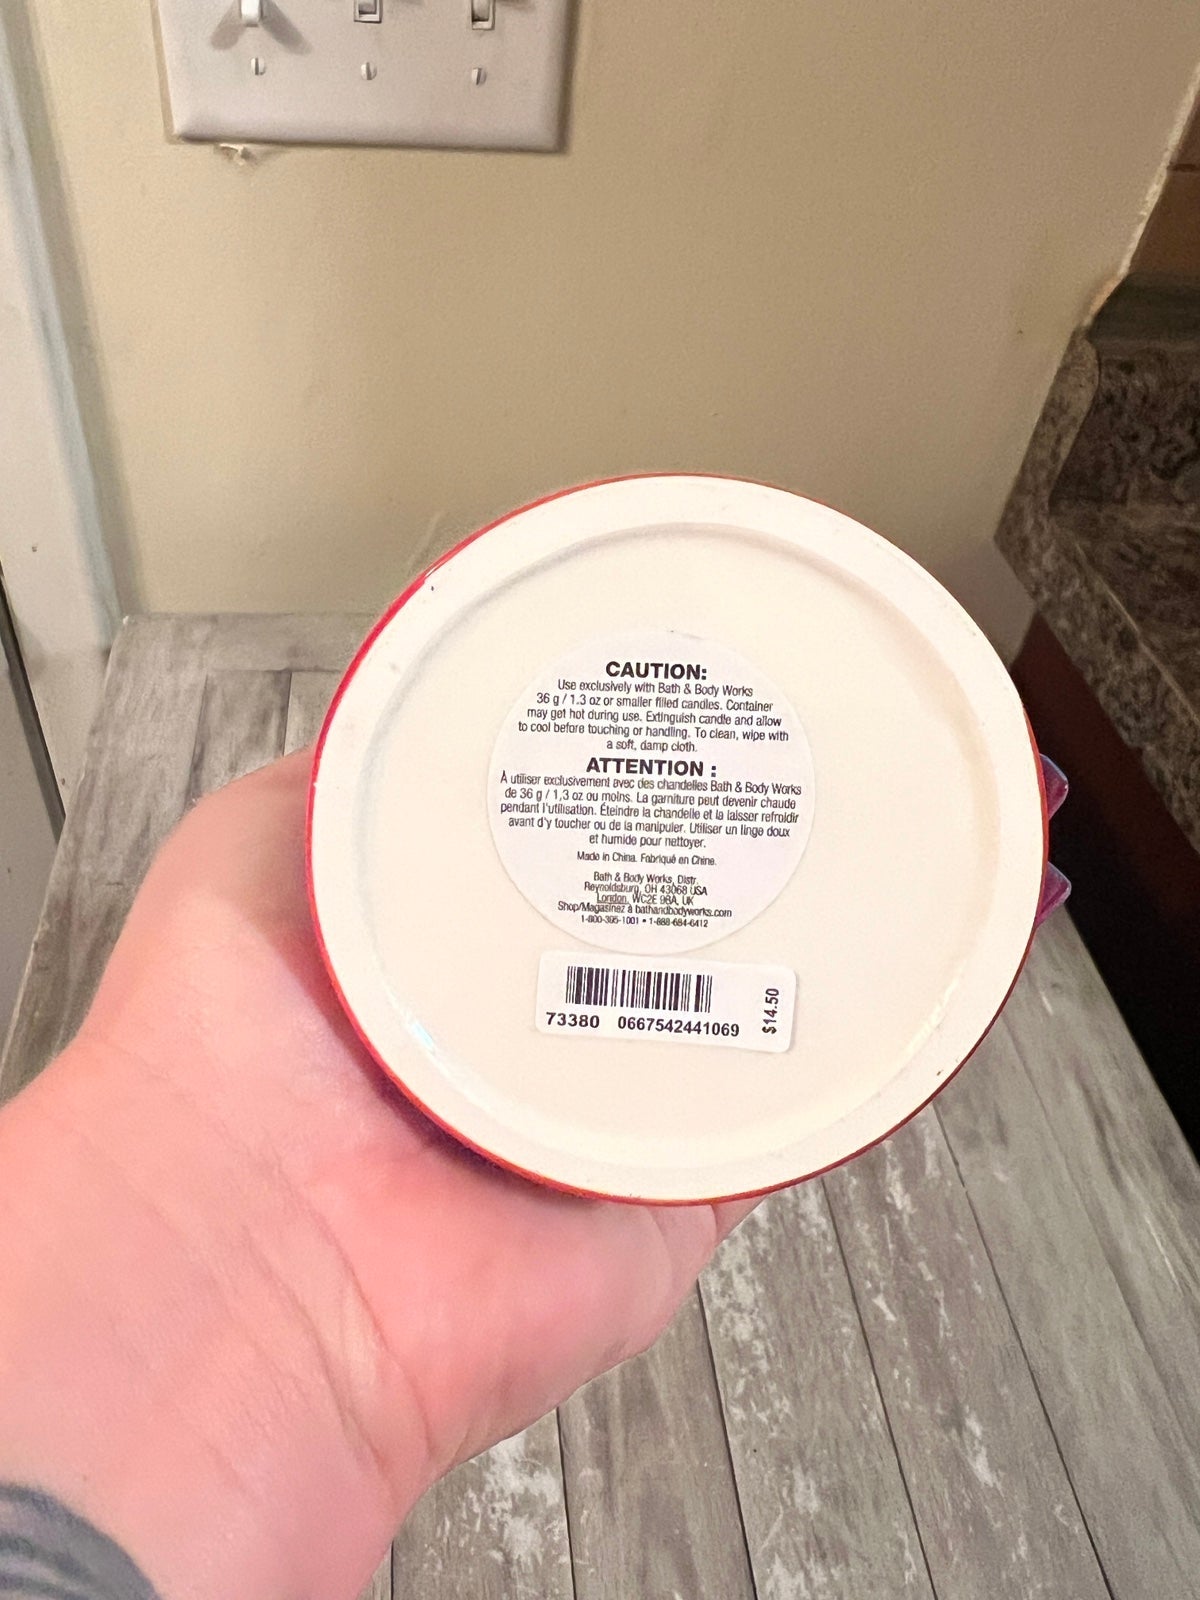 CAUTION:
Use exclusively with Bath & Body Works
36 g / 1.3 oz or smaller filled candles. Container
may get hot during use. Extinguish candle and allow
to cool before touching or handling. To clean, wipe with
a soft, damp cloth.
ATTENTION :
À utiliser exclusivement avec des chandelles Bath & Body Works
de 36 g / 1,3 oz ou moins. La garniture peut devenir chaude
pendant l'utilisation. Éteindre la chandelle et la laisser refroidir
avant d'y toucher ou de la manipuler. Utiliser un linge doux
et humide pour nettoyer.
Made in China. Fabriqué en Chine.
Bath & Body Works, Distr.
Reynoldsburg, OH 43068 USA
London, WC2E 9BA, UK
Shop/Magasinez à bathandbodyworks.com
1-800-395-1001 • 1-888-684-6412
73380 0667542441069
$14.50